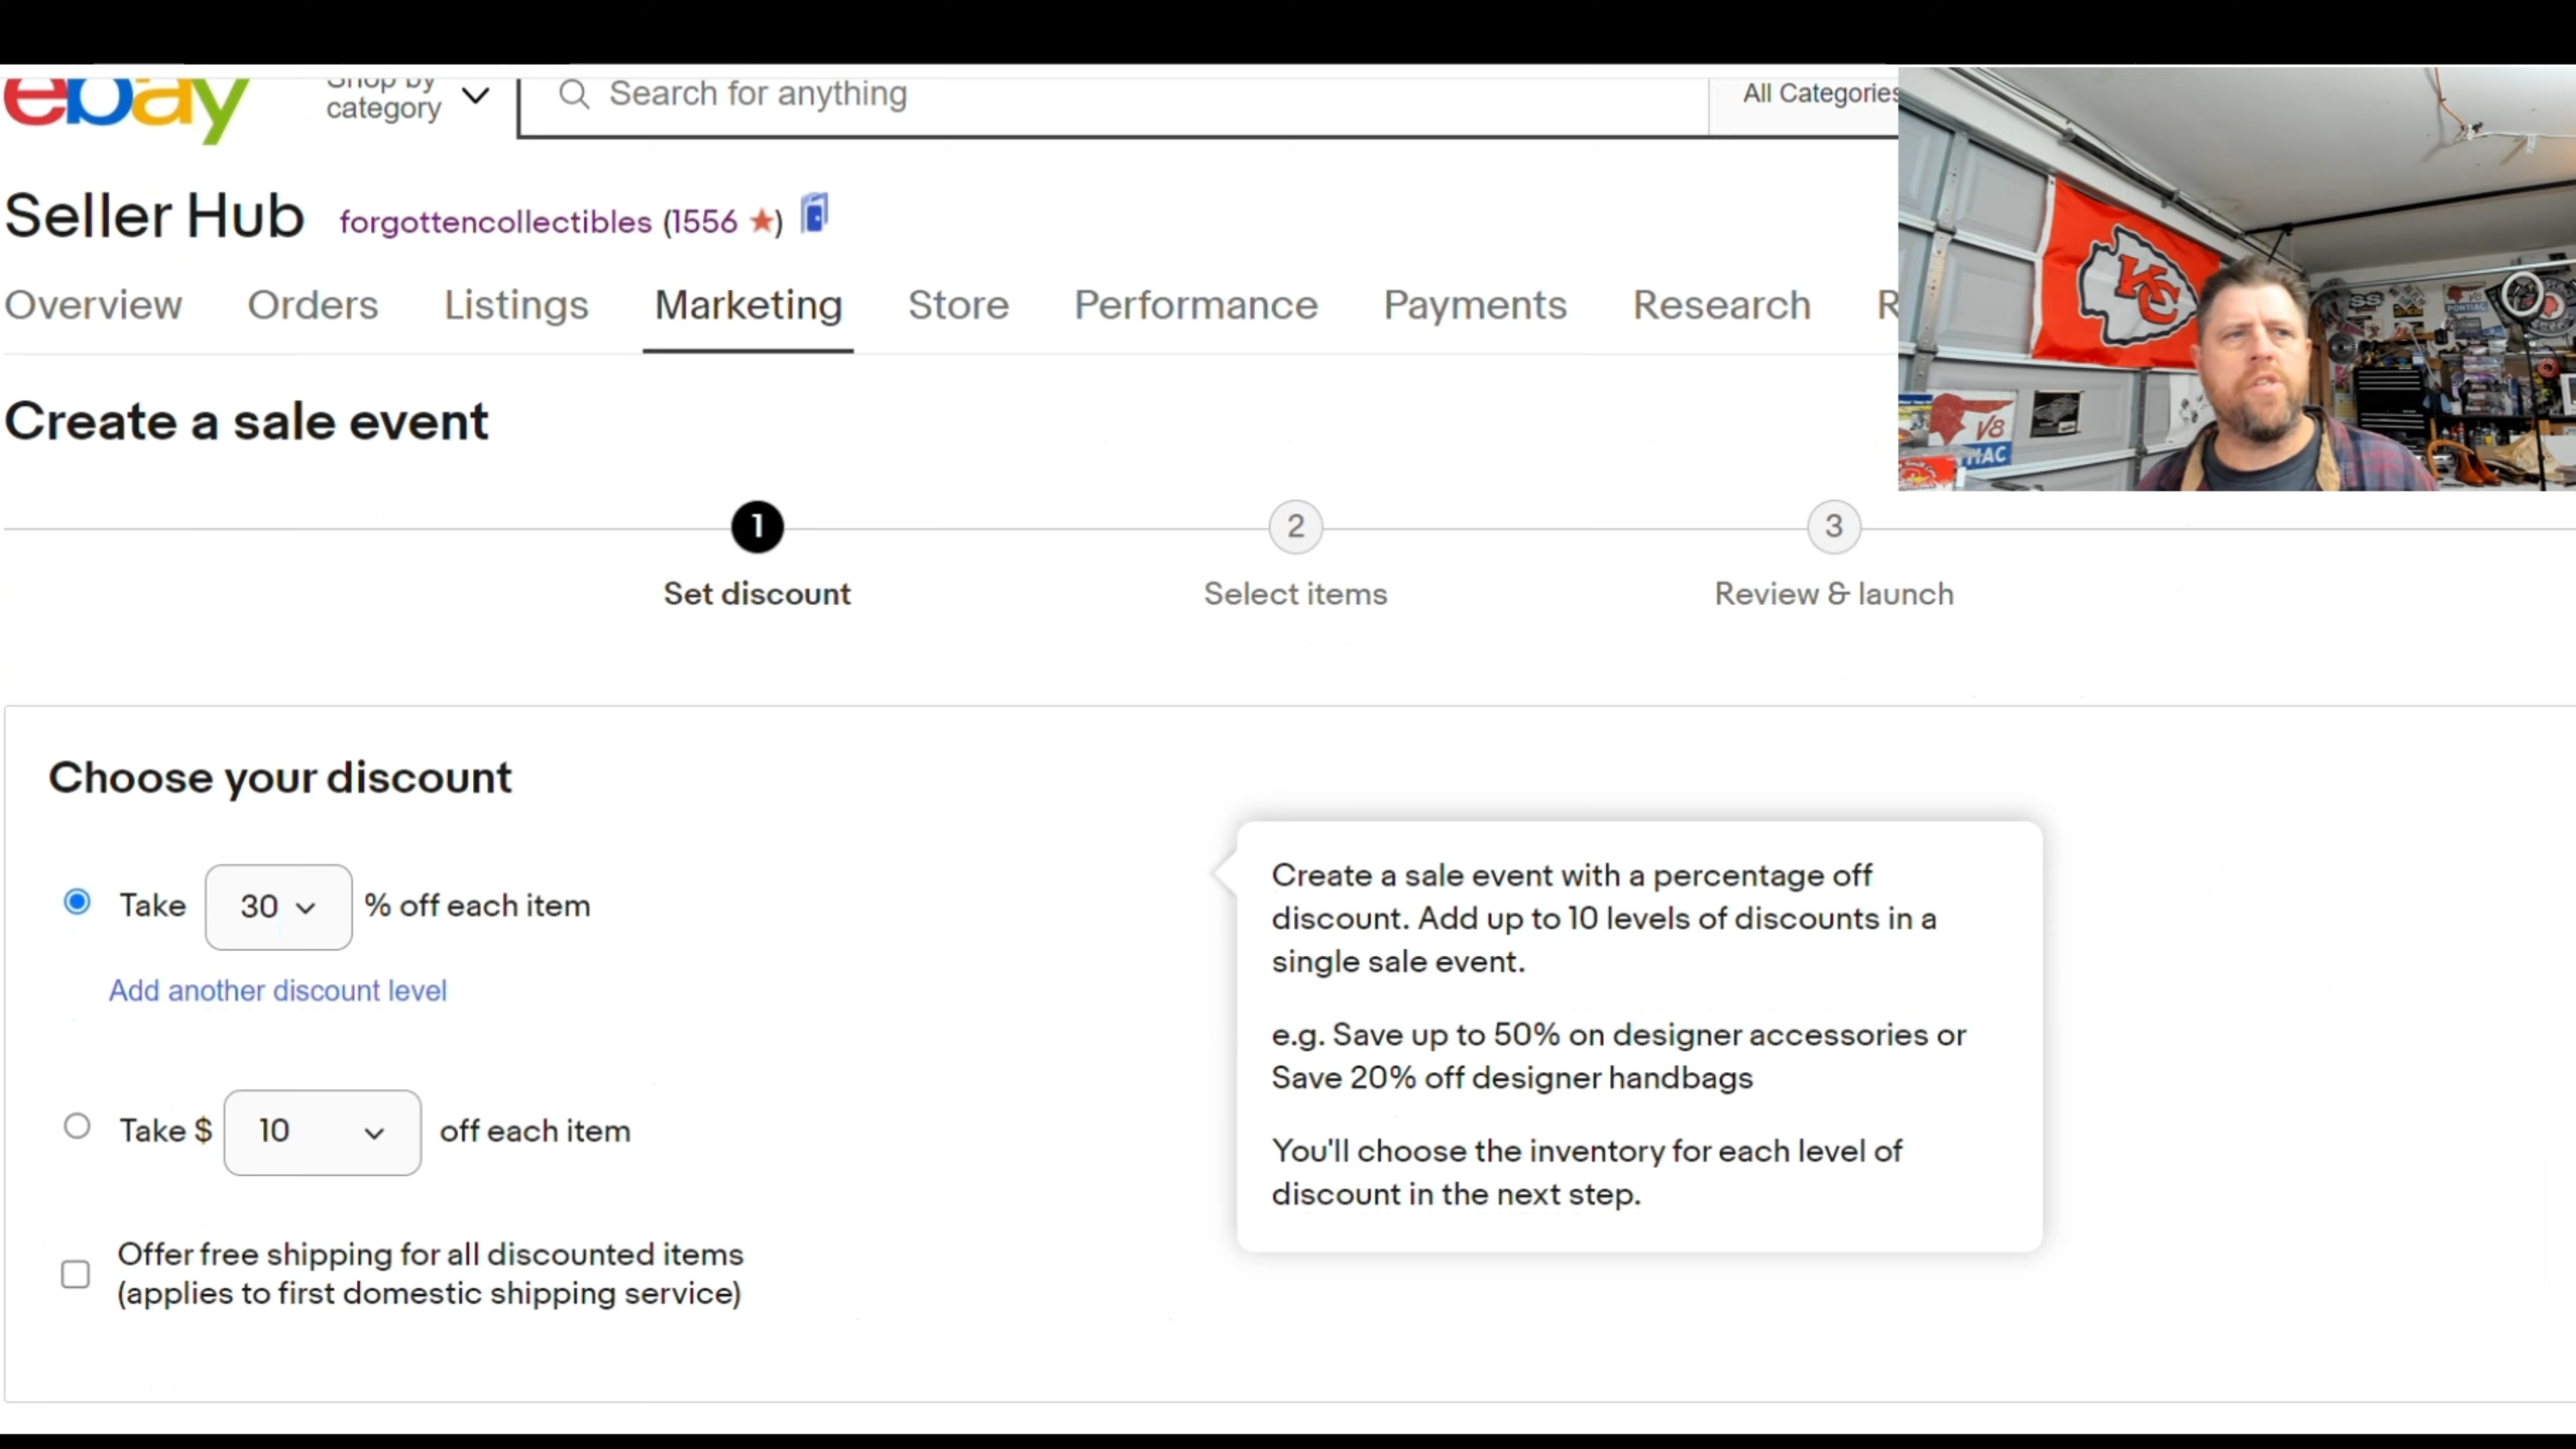 ebay
Shop by
category
Search for anything
All Categories
Seller Hub forgottencollectibles (1556 ★)
Overview Orders Listings Marketing Store Performance Payments Research R
Create a sale event
1 2 3
Set discount Select items Review & launch
Choose your discount
Take 30 % off each item
Add another discount level
Take $ 10 off each item
Offer free shipping for all discounted items
(applies to first domestic shipping service)
Create a sale event with a percentage off
discount. Add up to 10 levels of discounts in a
single sale event.
e.g. Save up to 50% on designer accessories or
Save 20% off designer handbags
You'll choose the inventory for each level of
discount in the next step.
KC
V8
TIAC
SS